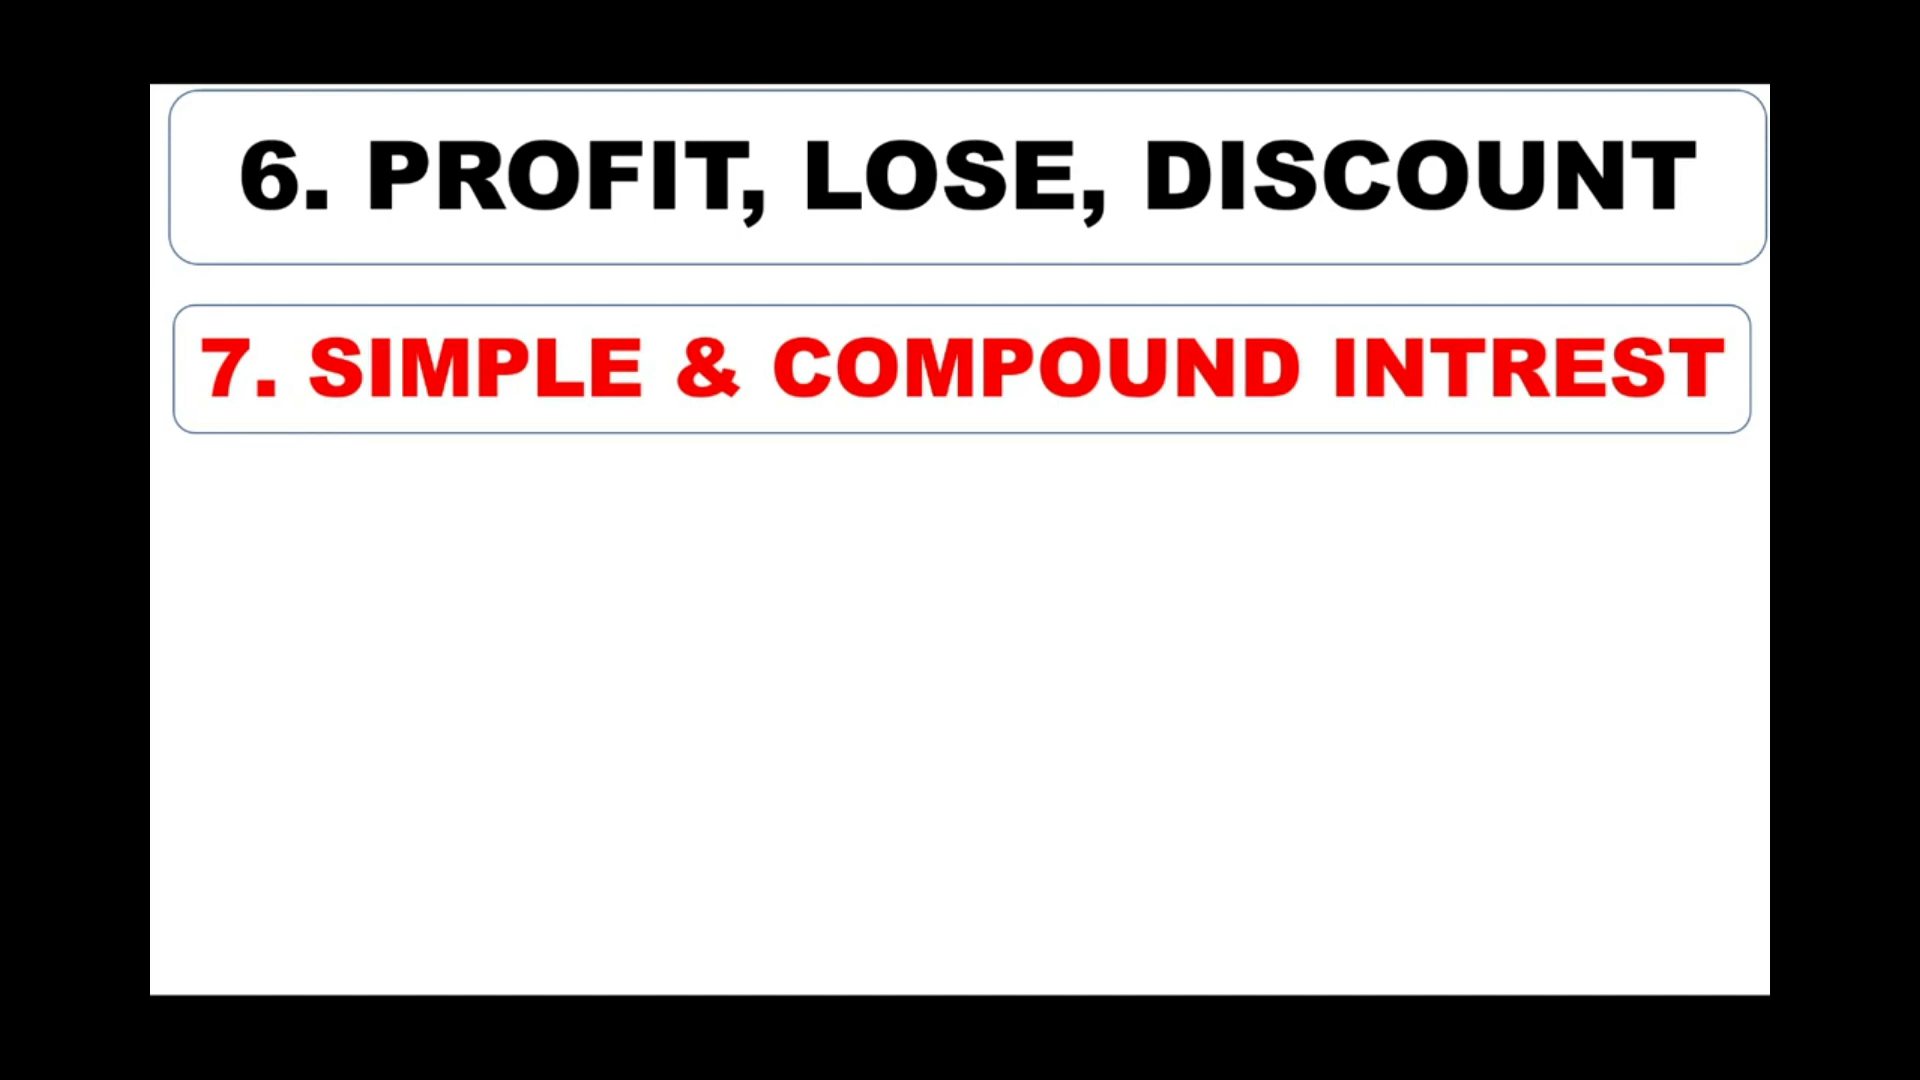 6. PROFIT, LOSE, DISCOUNT
7. SIMPLE & COMPOUND INTREST